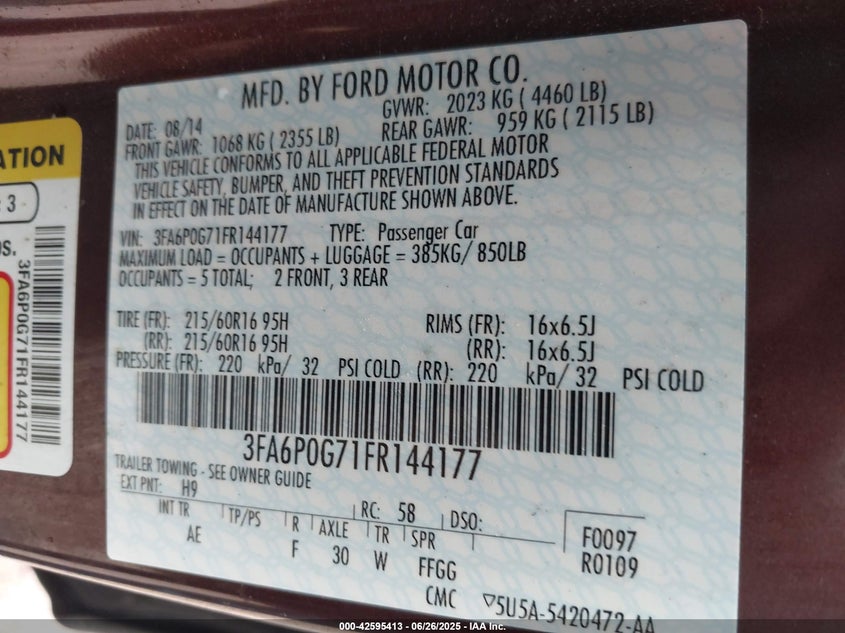 MFD. BY FORD MOTOR CO.
DATE: 08/14 GVWR: 2023 KG ( 4460 LB)
FRONT GAWR: 1068 KG ( 2355 LB) REAR GAWR: 959 KG ( 2115 LB)
THIS VEHICLE CONFORMS TO ALL APPLICABLE FEDERAL MOTOR
VEHICLE SAFETY, BUMPER, AND THEFT PREVENTION STANDARDS
IN EFFECT ON THE DATE OF MANUFACTURE SHOWN ABOVE.
VIN: 3FA6P0G71FR144177 TYPE: Passenger Car
MAXIMUM LOAD = OCCUPANTS + LUGGAGE = 385KG/ 850LB
OCCUPANTS = 5 TOTAL; 2 FRONT, 3 REAR
TIRE (FR): 215/60R16 95H RIMS (FR): 16x6.5J
(RR): 215/60R16 95H (RR): 16x6.5J
PRESSURE (FR): 220 kPa/ 32 PSI COLD (RR): 220 kPa/ 32 PSI COLD
3FA6P0G71FR144177
TRAILER TOWING - SEE OWNER GUIDE
EXT PNT: H9 RC: 58 DSO:
INT TR TP/PS R AXLE TR SPR
AE F 30 W FFGG
F0097
R0109
CMC ▽5U5A-5420472-AA
ATION
3
3FA6P0G71FR144177
000-42595413 - 06/26/2025 - IAA Inc.